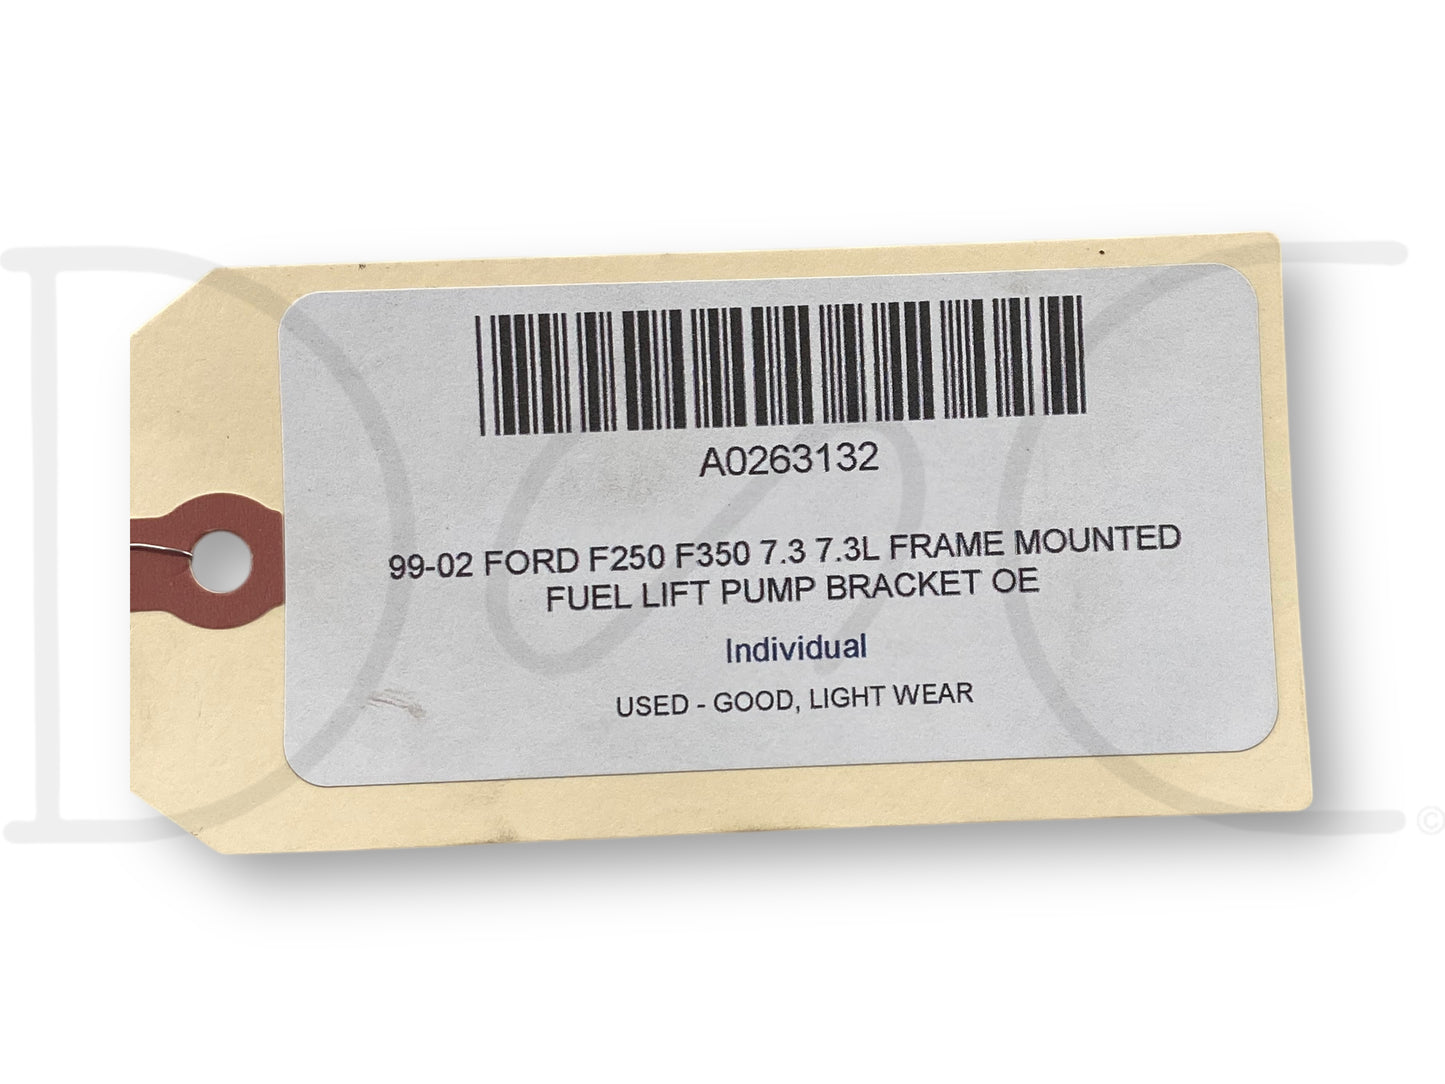 A0263132
99-02 FORD F250 F350 7.3 7.3L FRAME MOUNTED
FUEL LIFT PUMP BRACKET OE
Individual
USED - GOOD, LIGHT WEAR
©